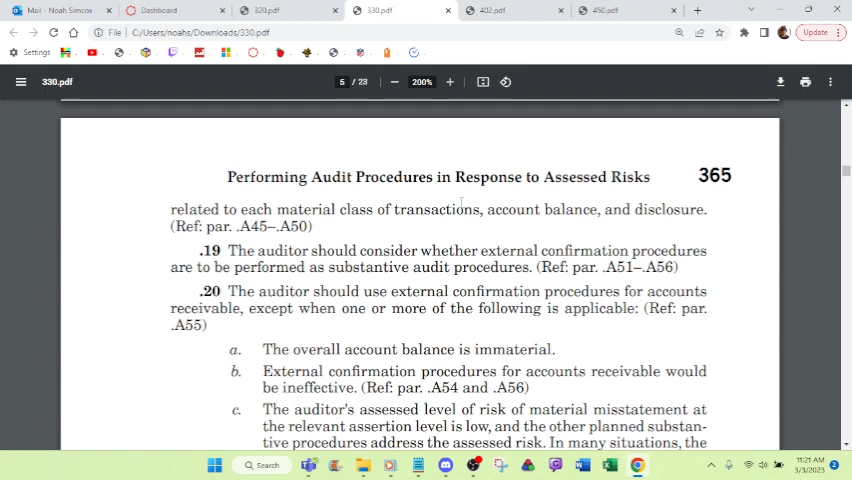 Mail - Noah Simcox -
Dashboard
320.pdf
330.pdf
402.pdf
450.pdf
File
C:/Users/noahs/Downloads/330.pdf
Update
Settings
330.pdf
5 / 23
200%
Performing Audit Procedures in Response to Assessed Risks 365
related to each material class of transactions, account balance, and disclosure.
(Ref: par. .A45–.A50)
.19 The auditor should consider whether external confirmation procedures
are to be performed as substantive audit procedures. (Ref: par. .A51–.A56)
.20 The auditor should use external confirmation procedures for accounts
receivable, except when one or more of the following is applicable: (Ref: par.
.A55)
a. The overall account balance is immaterial.
b. External confirmation procedures for accounts receivable would
be ineffective. (Ref: par. .A54 and .A56)
c. The auditor's assessed level of risk of material misstatement at
the relevant assertion level is low, and the other planned substan-
tive procedures address the assessed risk. In many situations, the
Search
11:21 AM
3/3/2023
2